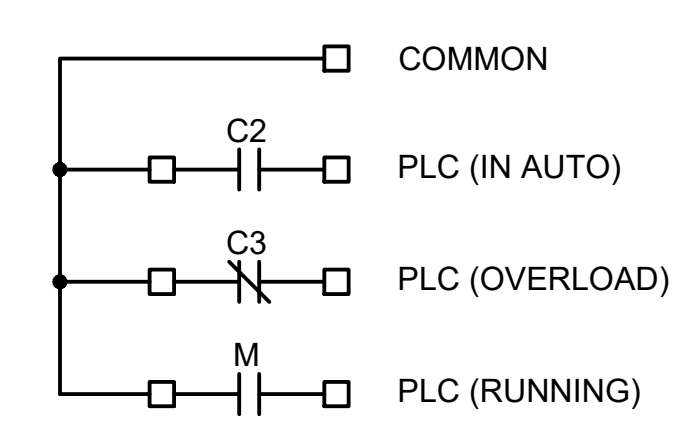 COMMON
C2
PLC (IN AUTO)
C3
PLC (OVERLOAD)
M
PLC (RUNNING)